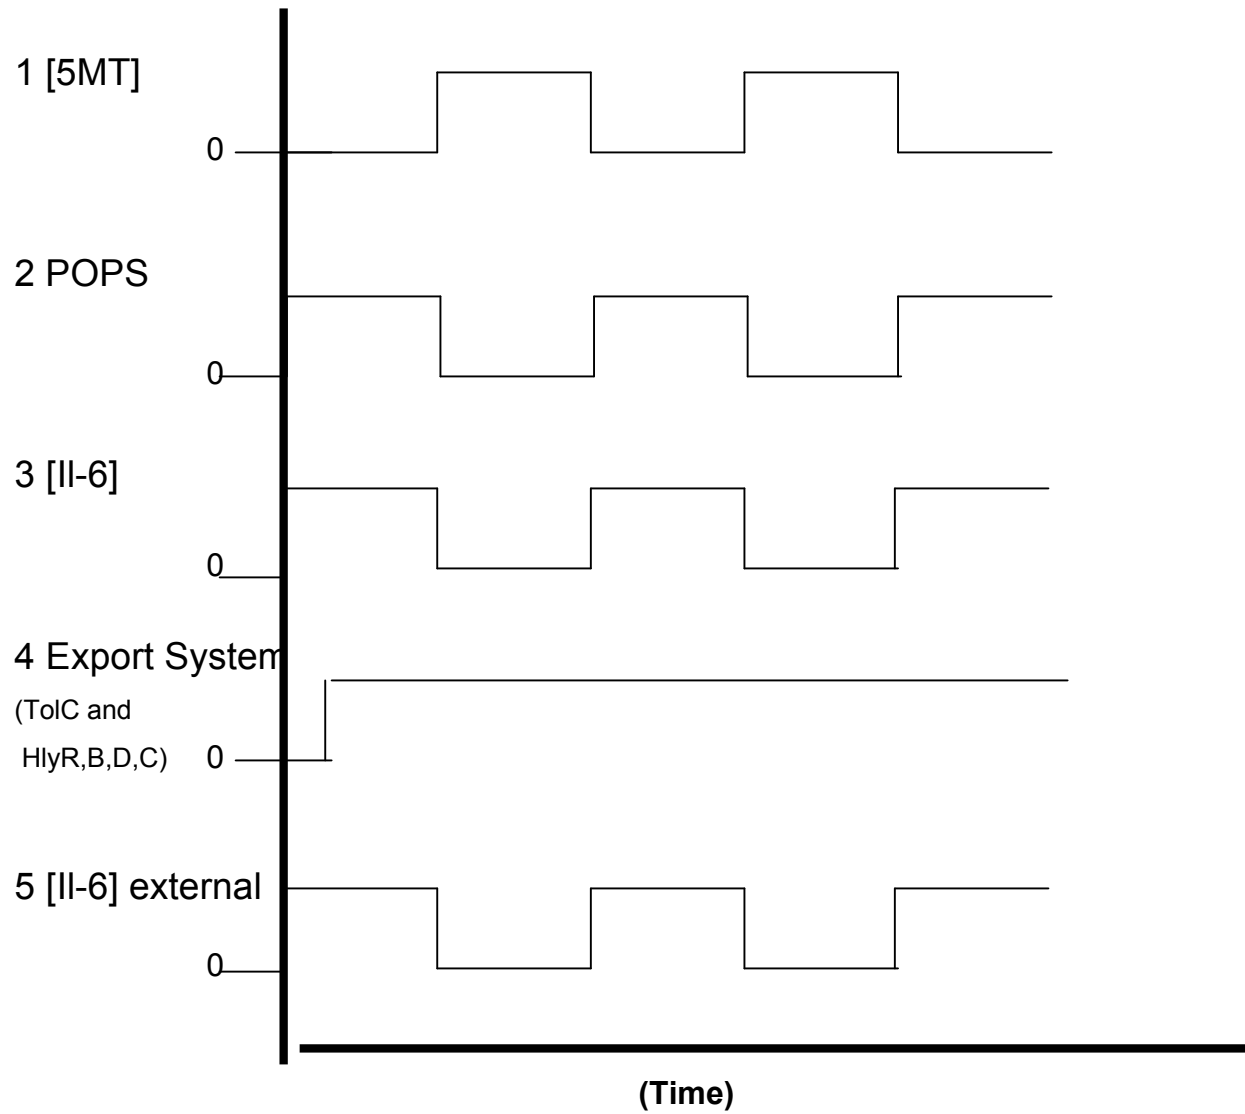 1 [5MT]
0
2 POPS
0
3 [Il-6]
0
4 Export System
(TolC and
HlyR,B,D,C) 0
5 [Il-6] external
0
(Time)